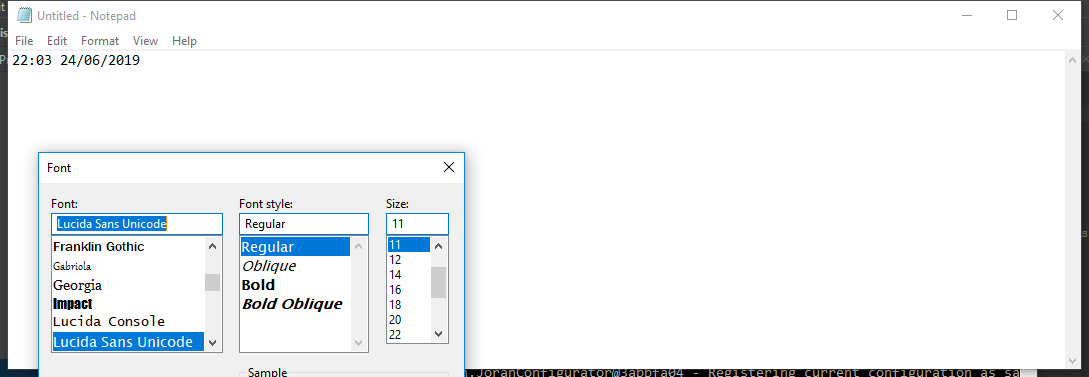 Untitled - Notepad
File Edit Format View Help
22:03 24/06/2019
Font
Font: Font style: Size:
Lucida Sans Unicode Regular 11
Franklin Gothic
Gabriola
Georgia
Impact
Lucida Console
Lucida Sans Unicode
Regular
Oblique
Bold
Bold Oblique
11
12
14
16
18
20
22
Sample
.JoranConfigurator@3abbfa04 - Registering current configuration as sa